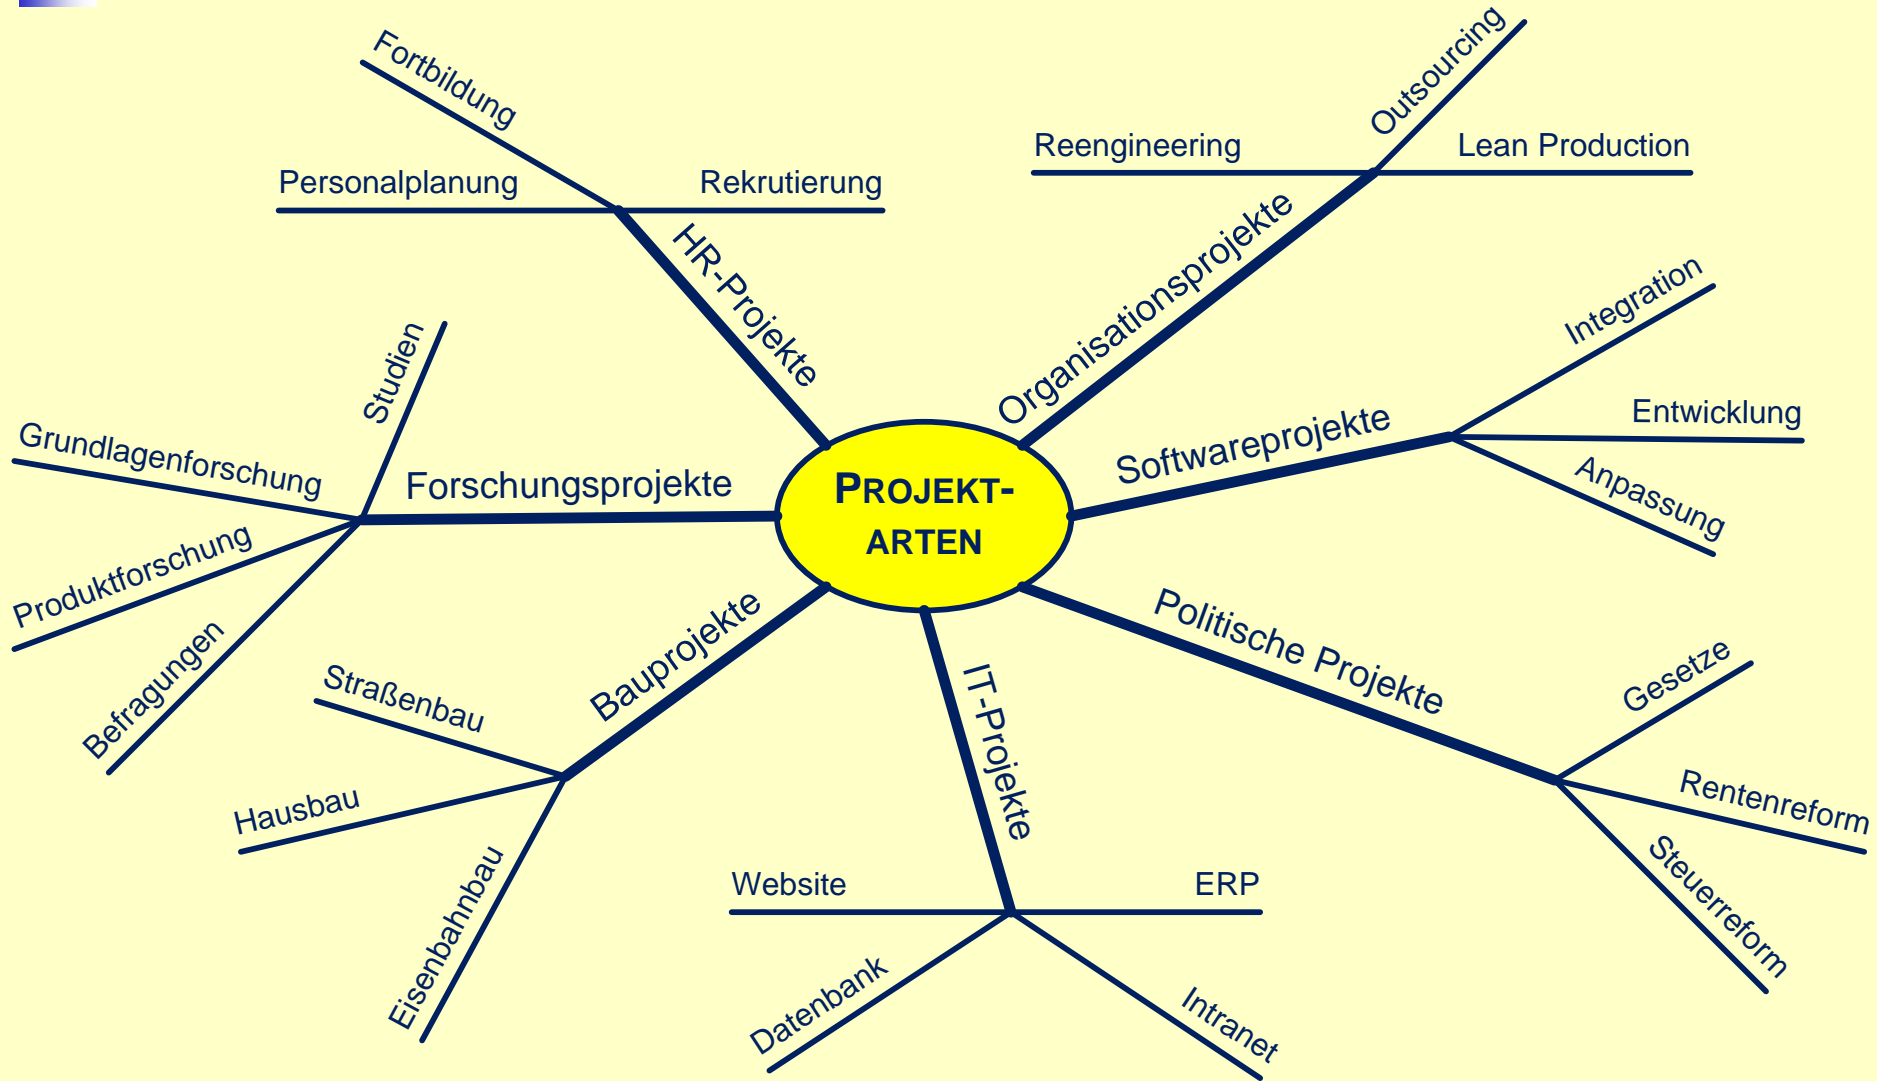 PROJEKT-
ARTEN
HR-Projekte
Fortbildung
Personalplanung
Rekrutierung
Organisationsprojekte
Reengineering
Outsourcing
Lean Production
Softwareprojekte
Integration
Entwicklung
Anpassung
Politische Projekte
Gesetze
Rentenreform
Steuerreform
IT-Projekte
Website
ERP
Datenbank
Intranet
Bauprojekte
Straßenbau
Hausbau
Eisenbahnbau
Forschungsprojekte
Studien
Grundlagenforschung
Produktforschung
Befragungen